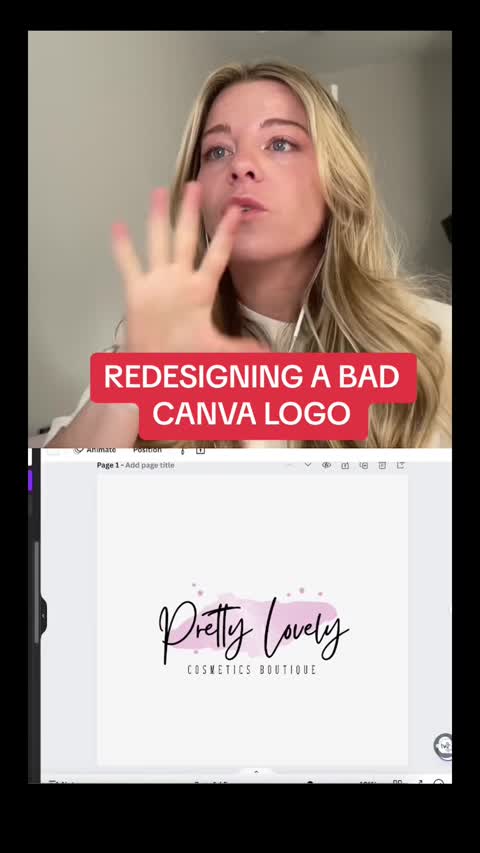 REDESIGNING A BAD
CANVA LOGO
Animate Position
Page 1 - Add page title
Pretty Lovely
COSMETICS BOUTIQUE